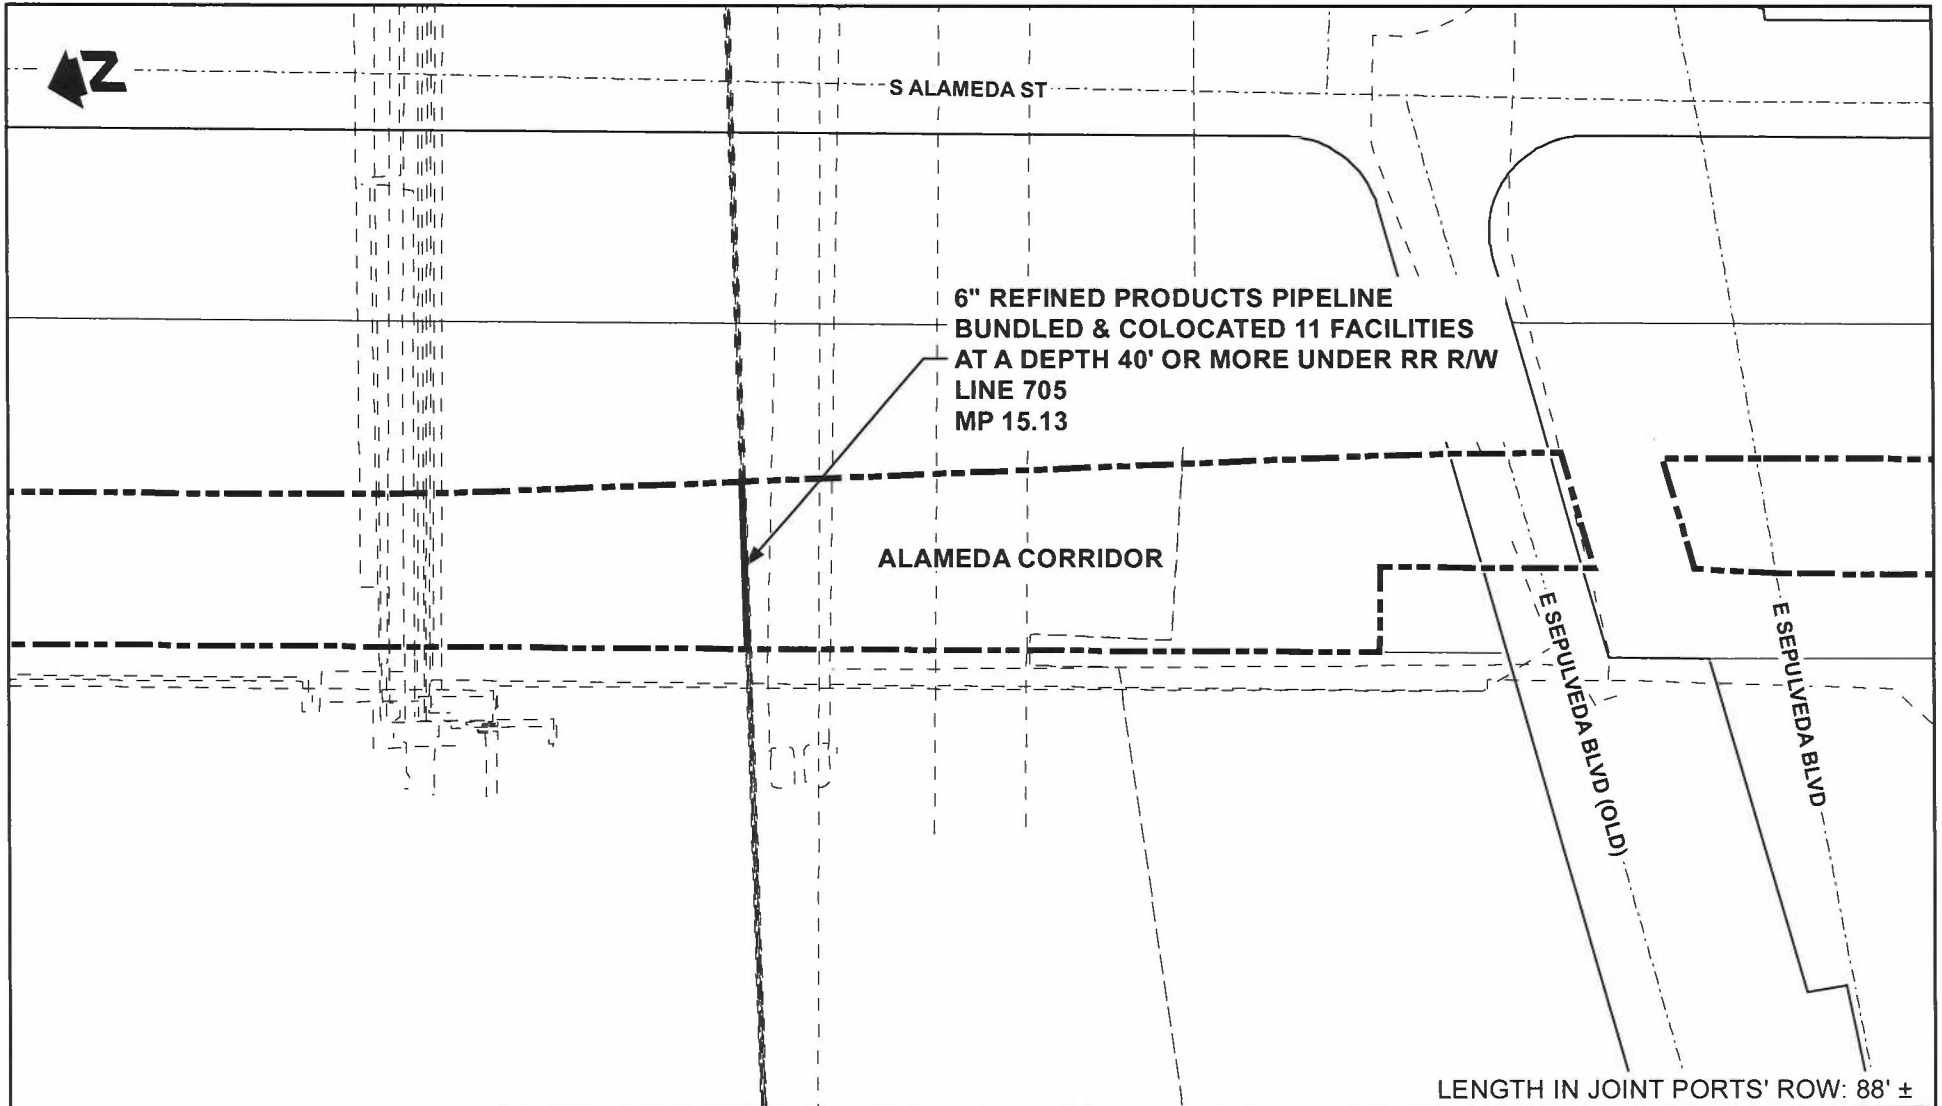 N
S ALAMEDA ST
6" REFINED PRODUCTS PIPELINE
BUNDLED & COLOCATED 11 FACILITIES
AT A DEPTH 40' OR MORE UNDER RR R/W
LINE 705
MP 15.13
ALAMEDA CORRIDOR
E SEPULVEDA BLVD (OLD)
E SEPULVEDA BLVD
LENGTH IN JOINT PORTS' ROW: 88' ±